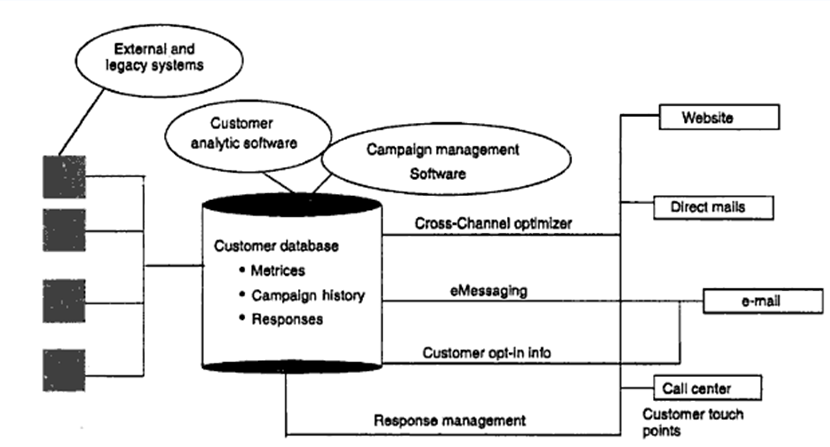 External and
legacy systems
Customer
analytic software
Campaign management
Software
Website
Direct mails
Cross-Channel optimizer
Customer database
• Metrices
• Campaign history
• Responses
eMessaging
e-mail
Customer opt-in info
Call center
Customer touch
points
Response management